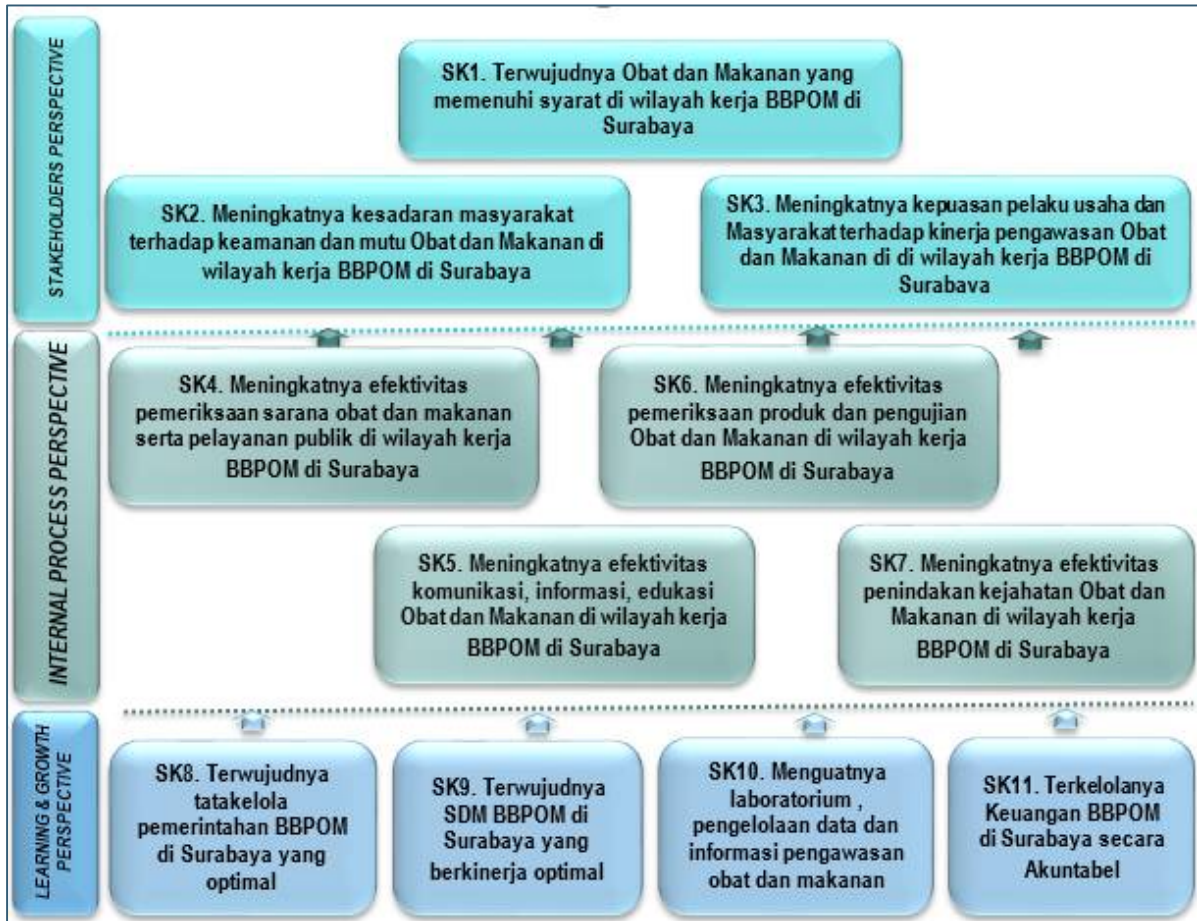 STAKEHOLDERS PERSPECTIVE
SK1. Terwujudnya Obat dan Makanan yang
memenuhi syarat di wilayah kerja BBPOM di
Surabaya
SK2. Meningkatnya kesadaran masyarakat
terhadap keamanan dan mutu Obat dan Makanan di
wilayah kerja BBPOM di Surabaya
SK3. Meningkatnya kepuasan pelaku usaha dan
Masyarakat terhadap kinerja pengawasan Obat
dan Makanan di di wilayah kerja BBPOM di
Surabaya
INTERNAL PROCESS PERSPECTIVE
SK4. Meningkatnya efektivitas
pemeriksaan sarana obat dan makanan
serta pelayanan publik di wilayah kerja
BBPOM di Surabaya
SK6. Meningkatnya efektivitas
pemeriksaan produk dan pengujian
Obat dan Makanan di wilayah kerja
BBPOM di Surabaya
SK5. Meningkatnya efektivitas
komunikasi, informasi, edukasi
Obat dan Makanan di wilayah kerja
BBPOM di Surabaya
SK7. Meningkatnya efektivitas
penindakan kejahatan Obat dan
Makanan di wilayah kerja
BBPOM di Surabaya
LEARNING & GROWTH
PERSPECTIVE
SK8. Terwujudnya
tatakelola
pemerintahan BBPOM
di Surabaya yang
optimal
SK9. Terwujudnya
SDM BBPOM di
Surabaya yang
berkinerja optimal
SK10. Menguatnya
laboratorium ,
pengelolaan data dan
informasi pengawasan
obat dan makanan
SK11. Terkelolanya
Keuangan BBPOM
di Surabaya secara
Akuntabel